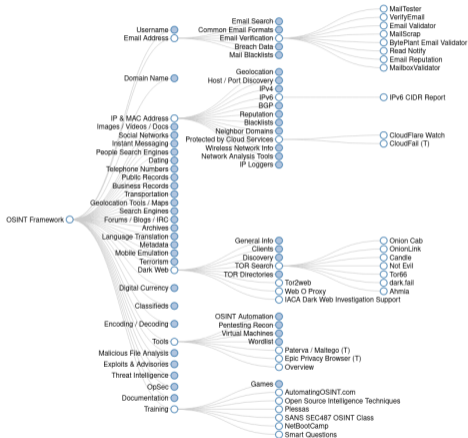 OSINT Framework
Username
Email Address
Domain Name
IP & MAC Address
Images / Videos / Docs
Social Networks
Instant Messaging
People Search Engines
Dating
Telephone Numbers
Public Records
Business Records
Transportation
Geolocation Tools / Maps
Search Engines
Forums / Blogs / IRC
Archives
Language Translation
Metadata
Mobile Emulation
Terrorism
Dark Web
Digital Currency
Classifieds
Encoding / Decoding
Tools
Malicious File Analysis
Exploits & Advisories
Threat Intelligence
OpSec
Documentation
Training
Email Search
Common Email Formats
Email Verification
Breach Data
Mail Blacklists
Geolocation
Host / Port Discovery
IPv4
IPv6
BGP
Reputation
Blacklists
Neighbor Domains
Protected by Cloud Services
Wireless Network Info
Network Analysis Tools
IP Loggers
General Info
Clients
Discovery
TOR Search
TOR Directories
Tor2web
Web O Proxy
IACA Dark Web Investigation Support
OSINT Automation
Pentesting Recon
Virtual Machines
Wordlist
Paterva / Maltego (T)
Epic Privacy Browser (T)
Overview
Games
AutomatingOSINT.com
Open Source Intelligence Techniques
Plessas
SANS SEC487 OSINT Class
NetBootCamp
Smart Questions
MailTester
VerifyEmail
Email Validator
MailScrap
BytePlant Email Validator
Read Notify
Email Reputation
MailboxValidator
IPv6 CIDR Report
CloudFlare Watch
CloudFail (T)
Onion Cab
OnionLink
Candle
Not Evil
Tor66
dark.fail
Ahmia